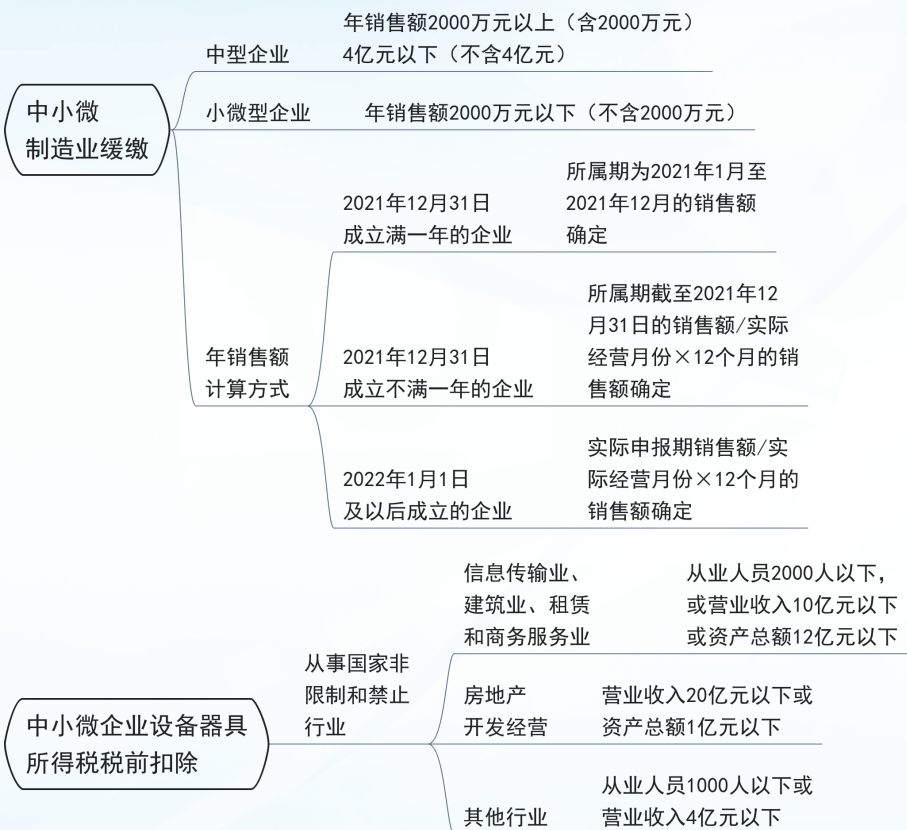 中小微
制造业缓缴
中型企业
年销售额2000万元以上（含2000万元）
4亿元以下（不含4亿元）
小微型企业
年销售额2000万元以下（不含2000万元）
年销售额
计算方式
2021年12月31日
成立满一年的企业
所属期为2021年1月至
2021年12月的销售额
确定
2021年12月31日
成立不满一年的企业
所属期截至2021年12
月31日的销售额/实际
经营月份×12个月的销
售额确定
2022年1月1日
及以后成立的企业
实际申报期销售额/实
际经营月份×12个月的
销售额确定
中小微企业设备器具
所得税税前扣除
从事国家非
限制和禁止
行业
信息传输业、
建筑业、租赁
和商务服务业
从业人员2000人以下，
或营业收入10亿元以下
或资产总额12亿元以下
房地产
开发经营
营业收入20亿元以下或
资产总额1亿元以下
其他行业
从业人员1000人以下或
营业收入4亿元以下